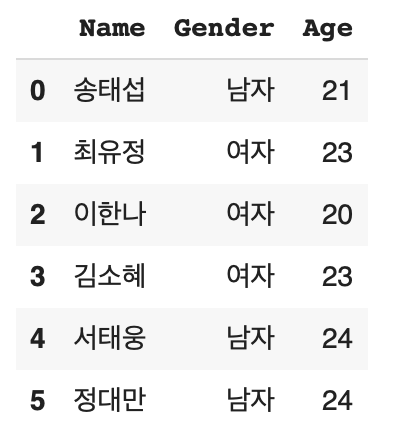 Name Gender Age
0 송태섭 남자 21
1 최유정 여자 23
2 이한나 여자 20
3 김소혜 여자 23
4 서태웅 남자 24
5 정대만 남자 24